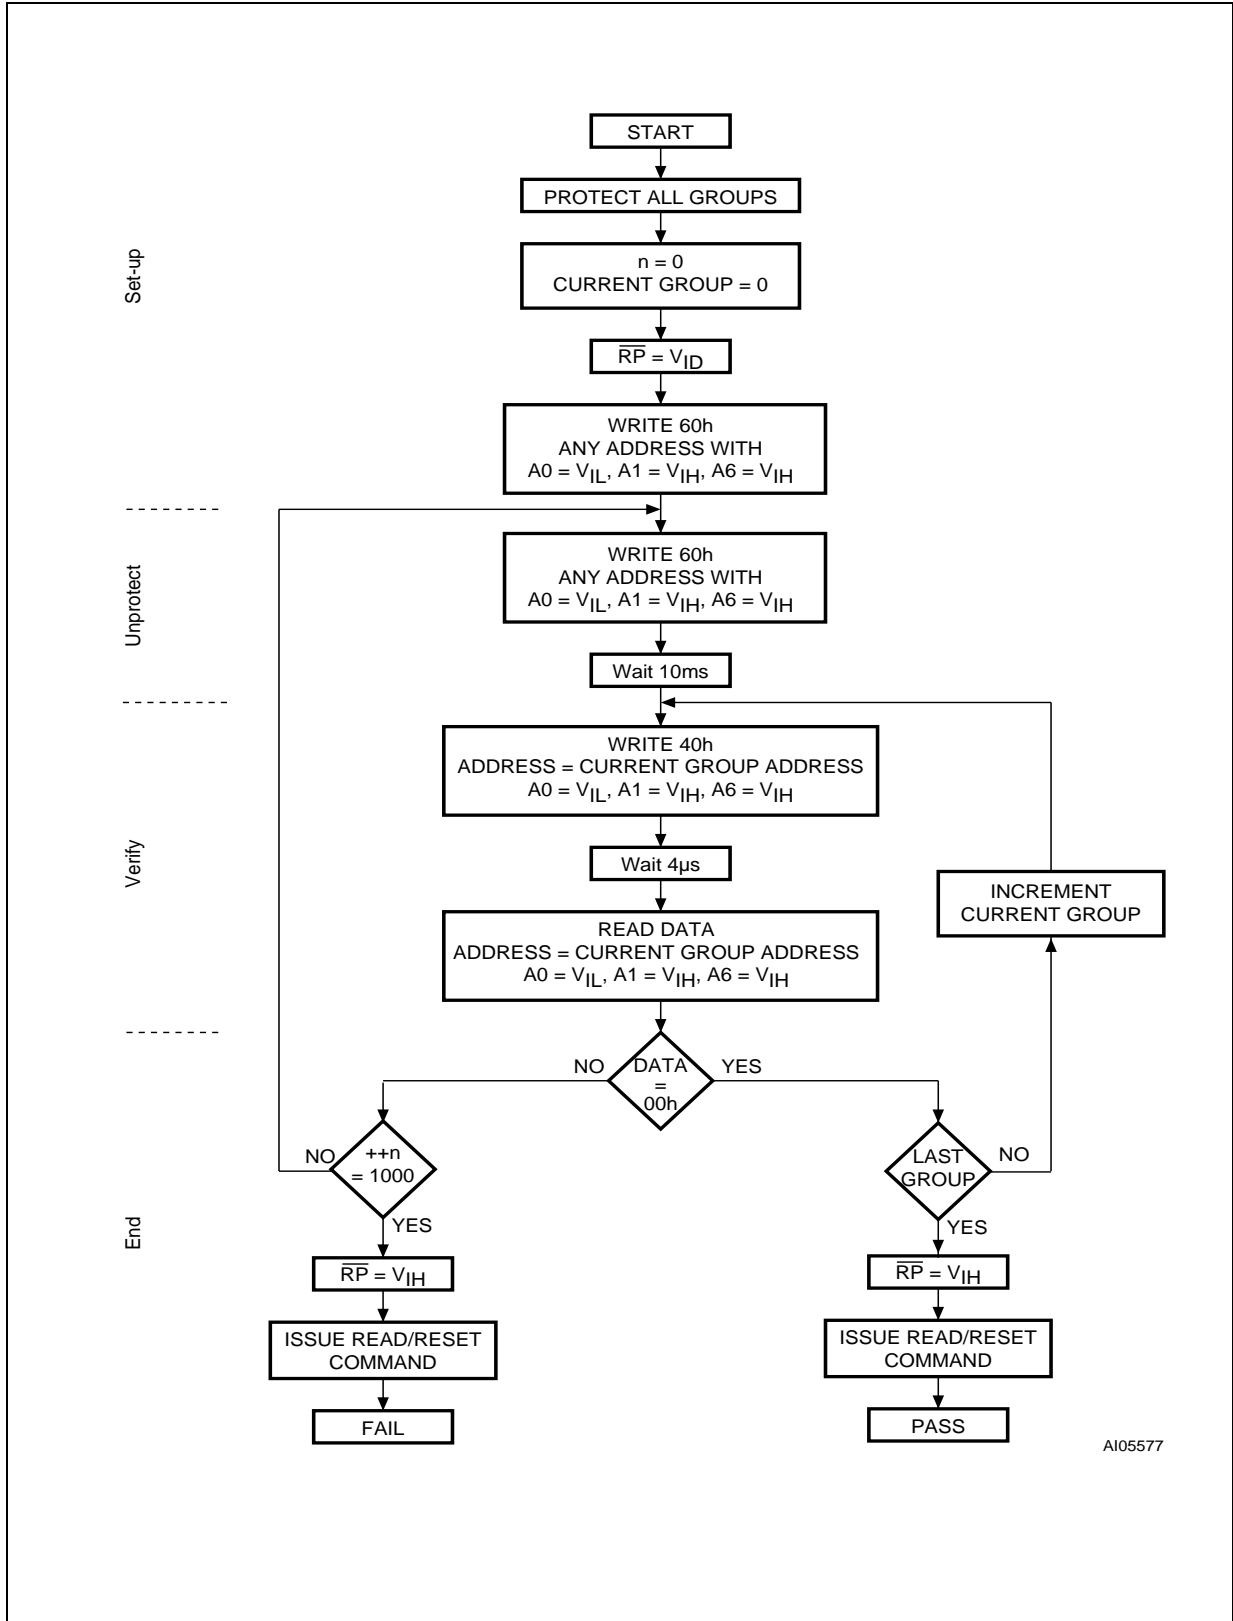 START
PROTECT ALL GROUPS
Set-up
n = 0
CURRENT GROUP = 0
RP = VID
WRITE 60h
ANY ADDRESS WITH
A0 = VIL, A1 = VIH, A6 = VIH
Unprotect
WRITE 60h
ANY ADDRESS WITH
A0 = VIL, A1 = VIH, A6 = VIH
Wait 10ms
Verify
WRITE 40h
ADDRESS = CURRENT GROUP ADDRESS
A0 = VIL, A1 = VIH, A6 = VIH
Wait 4µs
INCREMENT
CURRENT GROUP
READ DATA
ADDRESS = CURRENT GROUP ADDRESS
A0 = VIL, A1 = VIH, A6 = VIH
End
NO
DATA
=
00h
YES
NO
++n
= 1000
YES
LAST
GROUP
NO
YES
RP = VIH
RP = VIH
ISSUE READ/RESET
COMMAND
ISSUE READ/RESET
COMMAND
FAIL
PASS
AI05577